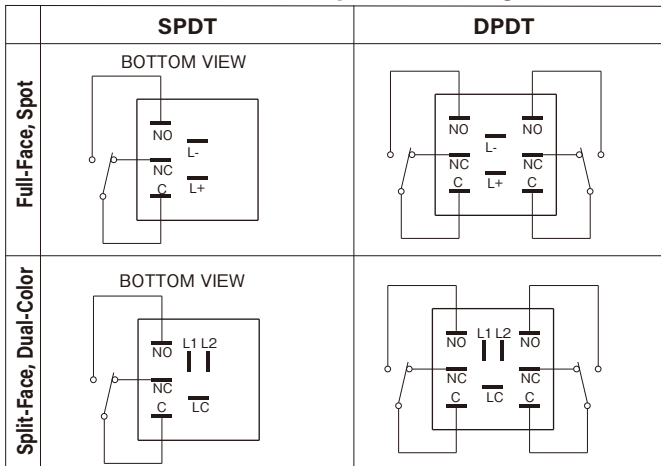 SPDT
DPDT
Full-Face, Spot
BOTTOM VIEW
NO
L-
NC
C
L+
NO
NO
L-
NC
NC
C
L+
C
Split-Face, Dual-Color
BOTTOM VIEW
NO
L1 L2
NC
C
LC
NO
L1 L2
NO
NC
NC
C
LC
C